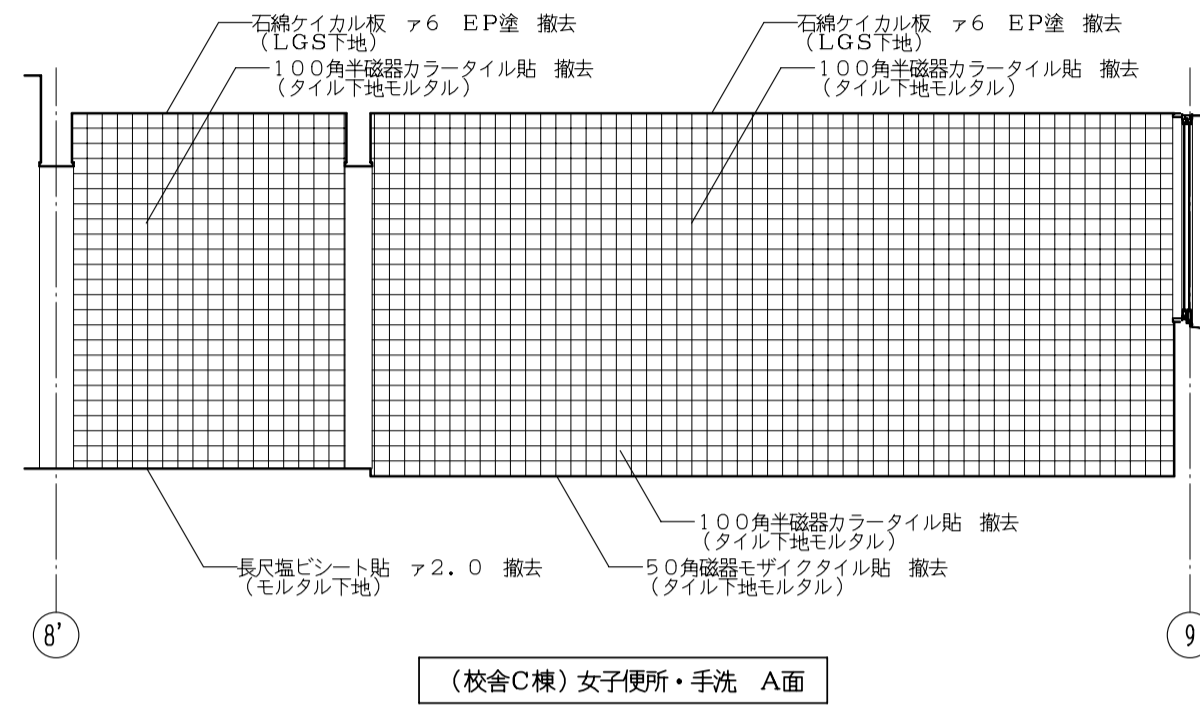 石綿ケイカル板 ァ6 EP塗 撤去
(LGS下地)
100角半磁器カラータイル貼 撤去
(タイル下地モルタル)
石綿ケイカル板 ァ6 EP塗 撤去
(LGS下地)
100角半磁器カラータイル貼 撤去
(タイル下地モルタル)
100角半磁器カラータイル貼 撤去
(タイル下地モルタル)
長尺塩ビシート貼 ァ2.0 撤去
(モルタル下地)
50角磁器モザイクタイル貼 撤去
(タイル下地モルタル)
8'
9
(校舎C棟)女子便所・手洗 A面